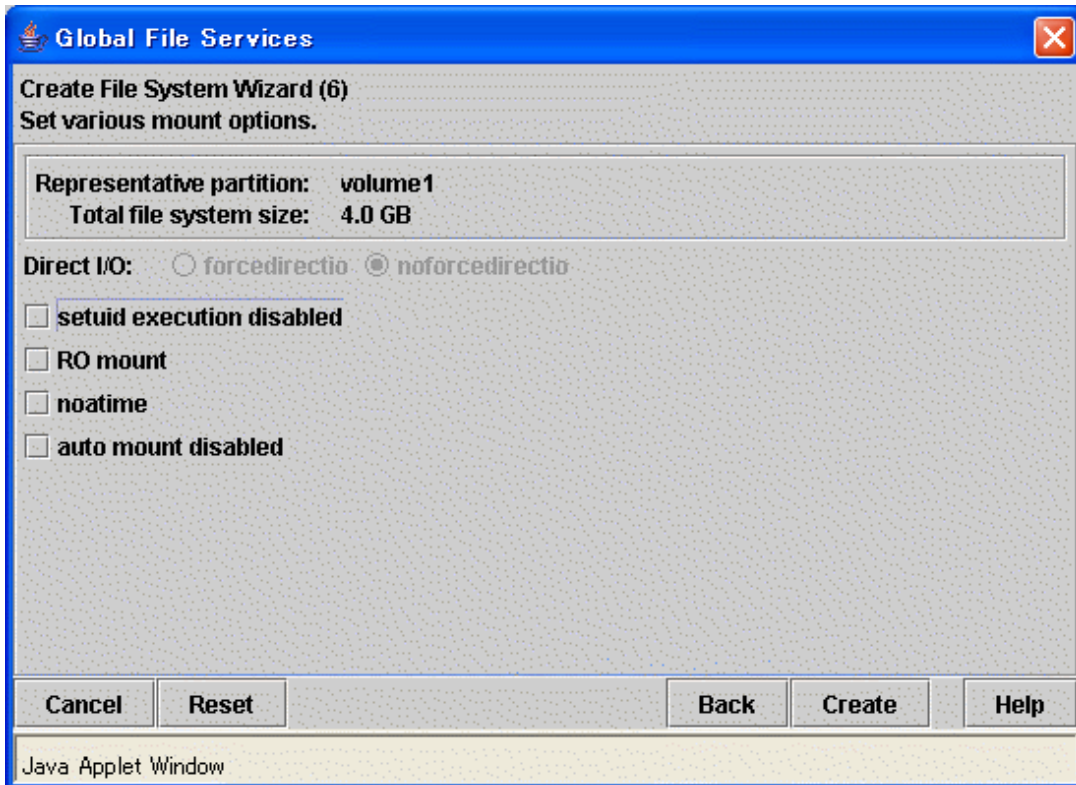 Global File Services
Create File System Wizard (6)
Set various mount options.
Representative partition: volume1
Total file system size: 4.0 GB
Direct I/O: forcedirectio noforcedirectio
setuid execution disabled
RO mount
noatime
auto mount disabled
Cancel Reset Back Create Help
Java Applet Window